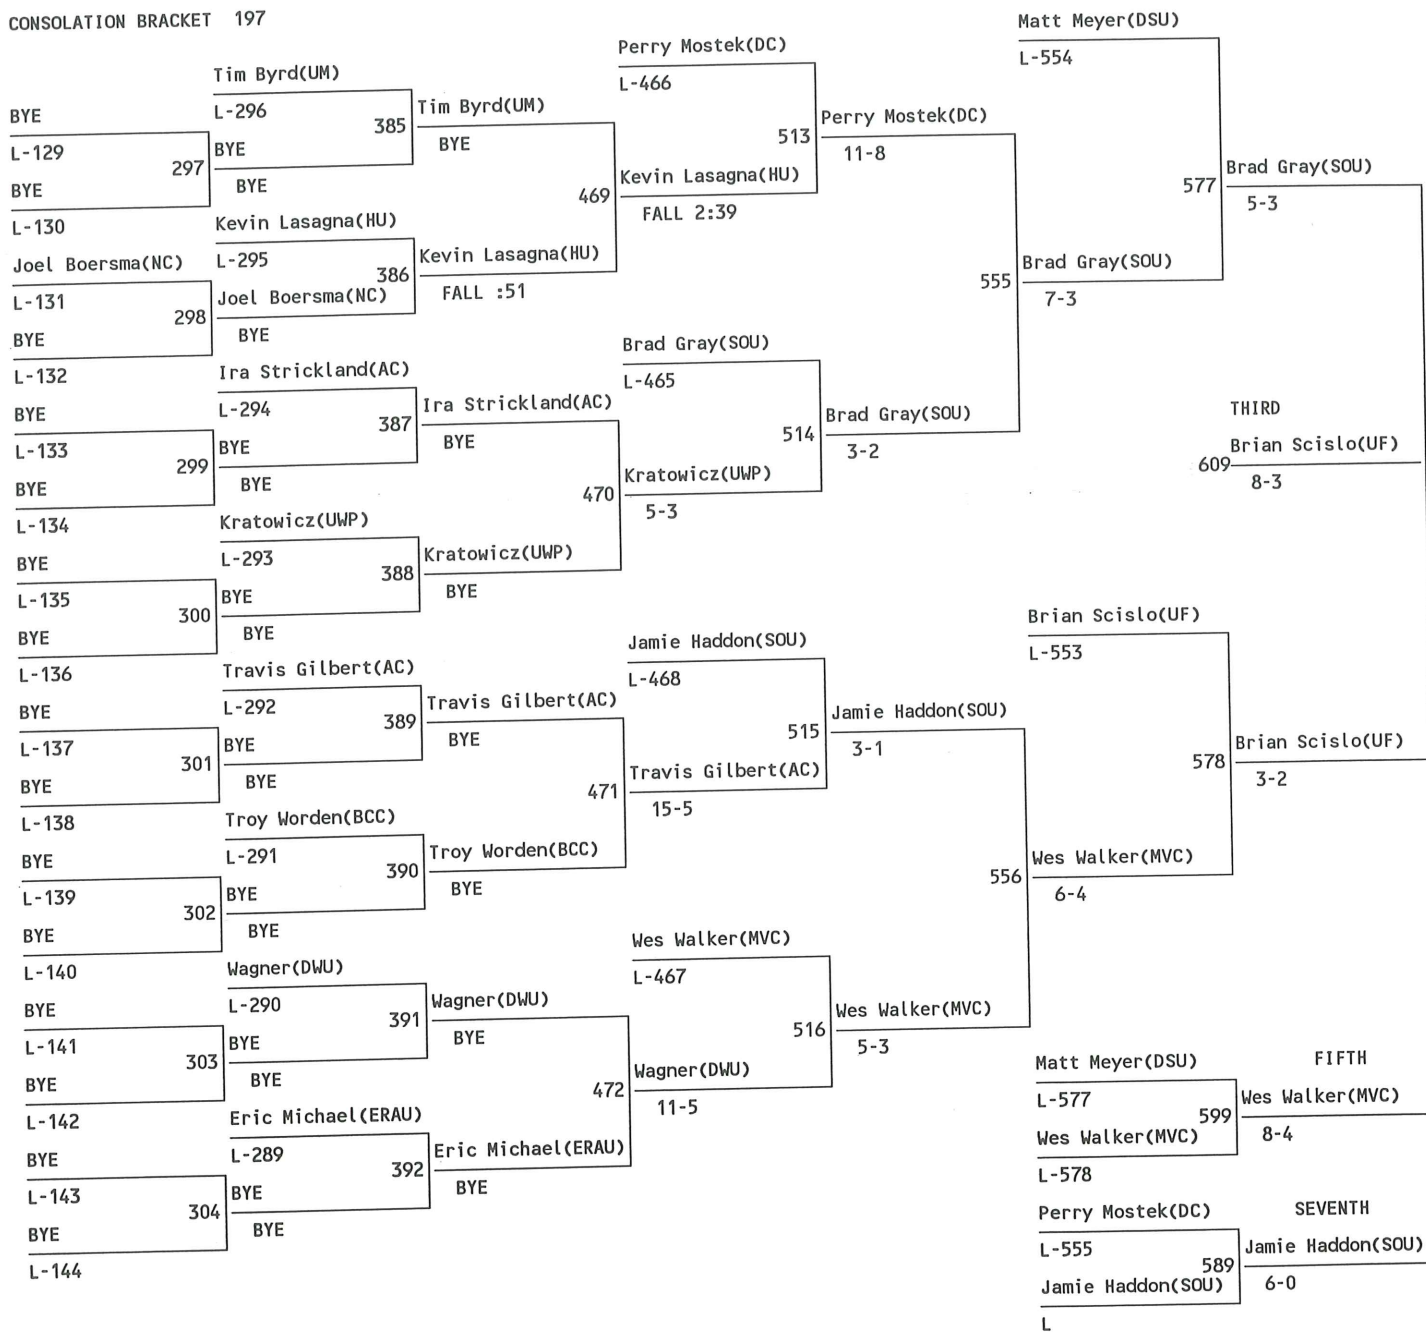 CONSOLATION BRACKET 197
BYE
L-129
BYE
L-130
297
Joel Boersma(NC)
L-131
BYE
L-132
298
BYE
L-133
BYE
L-134
299
BYE
L-135
BYE
L-136
300
BYE
L-137
BYE
L-138
301
BYE
L-139
BYE
L-140
302
BYE
L-141
BYE
L-142
303
BYE
L-143
BYE
L-144
304
Tim Byrd(UM)
L-296
385
BYE
BYE
Kevin Lasagna(HU)
L-295
386
Joel Boersma(NC)
BYE
Ira Strickland(AC)
L-294
387
BYE
BYE
Kratowicz(UWP)
L-293
388
BYE
BYE
Travis Gilbert(AC)
L-292
389
BYE
BYE
Troy Worden(BCC)
L-291
390
BYE
BYE
Wagner(DWU)
L-290
391
BYE
BYE
Eric Michael(ERAU)
L-289
392
BYE
BYE
Tim Byrd(UM)
BYE
469
Kevin Lasagna(HU)
FALL :51
Ira Strickland(AC)
BYE
470
Kratowicz(UWP)
BYE
Travis Gilbert(AC)
BYE
471
Troy Worden(BCC)
BYE
Wagner(DWU)
BYE
472
Eric Michael(ERAU)
BYE
Perry Mostek(DC)
L-466
513
Kevin Lasagna(HU)
FALL 2:39
Brad Gray(SOU)
L-465
514
Kratowicz(UWP)
5-3
Jamie Haddon(SOU)
L-468
515
Travis Gilbert(AC)
15-5
Wes Walker(MVC)
L-467
516
Wagner(DWU)
11-5
Perry Mostek(DC)
11-8
555
Brad Gray(SOU)
3-2
Jamie Haddon(SOU)
3-1
556
Wes Walker(MVC)
5-3
Matt Meyer(DSU)
L-554
577
Brad Gray(SOU)
7-3
Brian Scislo(UF)
L-553
578
Wes Walker(MVC)
6-4
Brad Gray(SOU)
5-3
THIRD
609
Brian Scislo(UF)
8-3
Brian Scislo(UF)
3-2
Matt Meyer(DSU)
L-577
599
Wes Walker(MVC)
L-578
FIFTH
Wes Walker(MVC)
8-4
Perry Mostek(DC)
L-555
589
Jamie Haddon(SOU)
L
SEVENTH
Jamie Haddon(SOU)
6-0